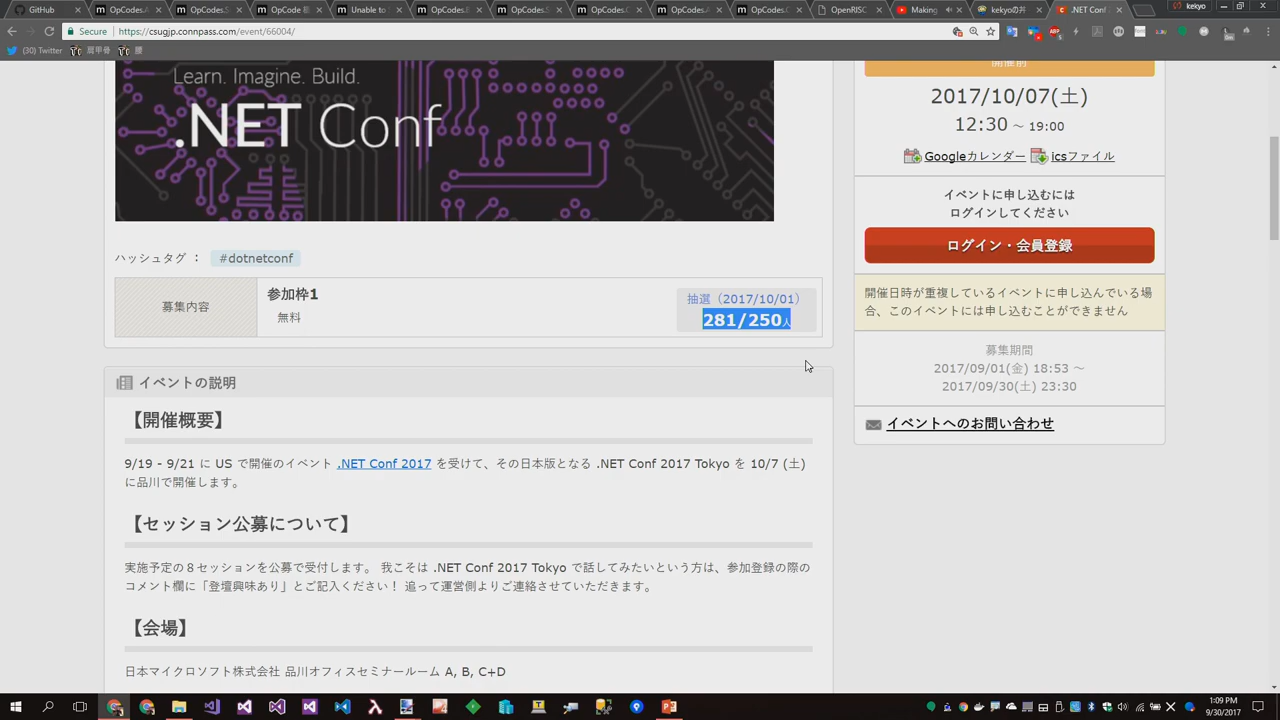 GitHub
OpCodes.A
OpCodes.S
OpCode 構
Unable to
OpCodes.E
OpCodes.S
OpCodes.C
OpCodes.A
OpCodes.C
OpenRISC
Making
kekyoの丼
.NET Conf
kekyo
Secure
https://csugjp.connpass.com/event/66004/
(30) Twitter
肩甲骨
腰
Learn. Imagine. Build.
.NET Conf
ハッシュタグ ：
#dotnetconf
募集内容
参加枠1
無料
抽選（2017/10/01）
281/250人
イベントの説明
【開催概要】
9/19 - 9/21 に US で開催のイベント .NET Conf 2017 を受けて、その日本版となる .NET Conf 2017 Tokyo を 10/7 (土)
に品川で開催します。
【セッション公募について】
実施予定の８セッションを公募で受付します。 我こそは .NET Conf 2017 Tokyo で話してみたいという方は、参加登録の際の
コメント欄に「登壇興味あり」とご記入ください！ 追って運営側よりご連絡させていただきます。
【会場】
日本マイクロソフト株式会社 品川オフィスセミナールーム A, B, C+D
開催前
2017/10/07(土)
12:30 ～ 19:00
Googleカレンダー
icsファイル
イベントに申し込むには
ログインしてください
ログイン・会員登録
開催日時が重複しているイベントに申し込んでいる場
合、このイベントには申し込むことができません
募集期間
2017/09/01(金) 18:53 ～
2017/09/30(土) 23:30
イベントへのお問い合わせ
1:09 PM
9/30/2017